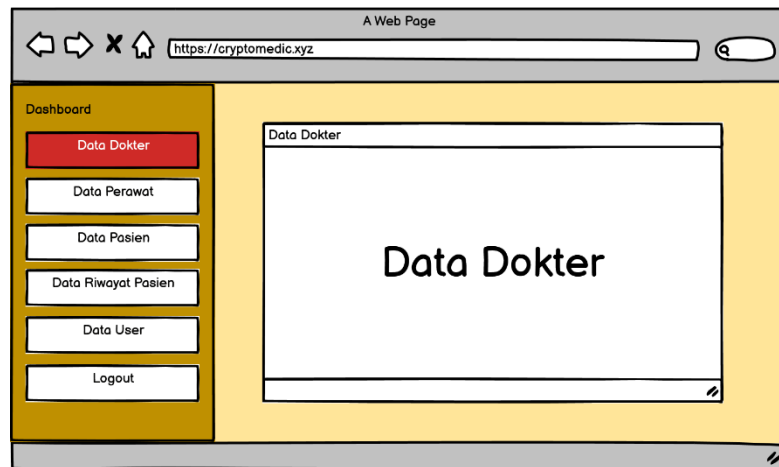 A Web Page
https://cryptomedic.xyz
Dashboard
Data Dokter
Data Perawat
Data Pasien
Data Riwayat Pasien
Data User
Logout
Data Dokter
Data Dokter